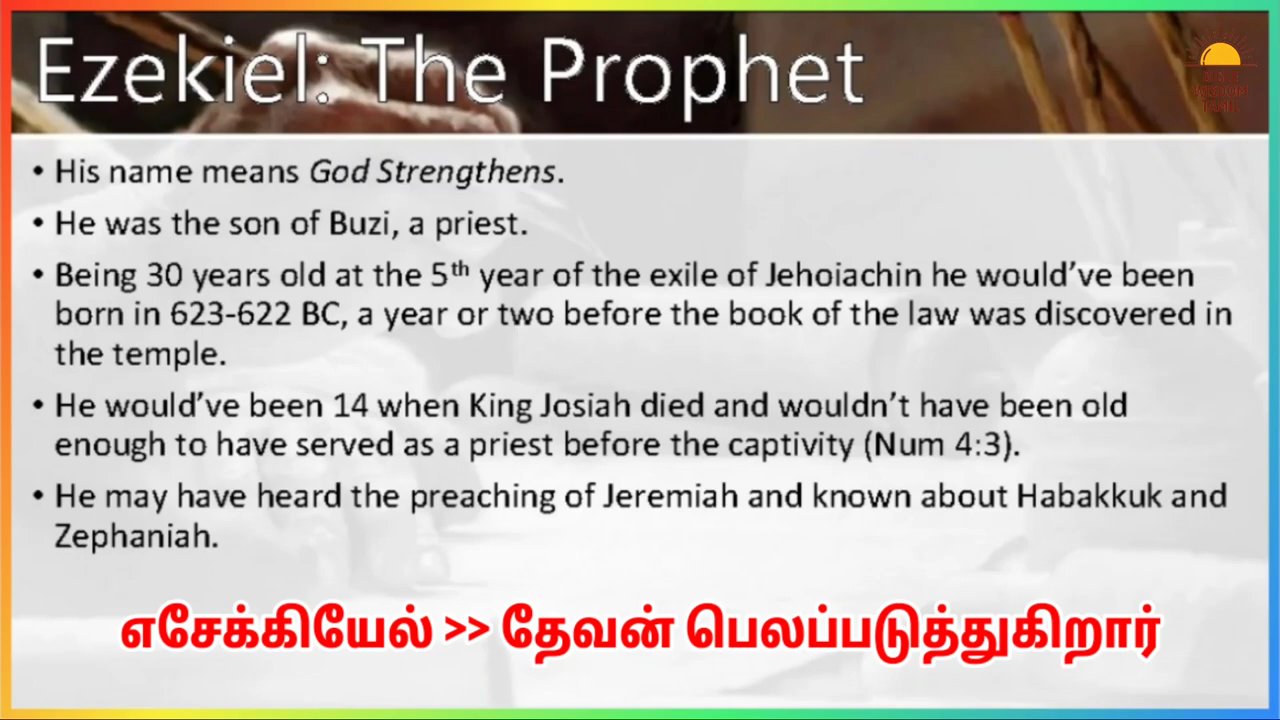 Ezekiel: The Prophet
• His name means God Strengthens.
• He was the son of Buzi, a priest.
• Being 30 years old at the 5th year of the exile of Jehoiachin he would’ve been
born in 623-622 BC, a year or two before the book of the law was discovered in
the temple.
• He would’ve been 14 when King Josiah died and wouldn’t have been old
enough to have served as a priest before the captivity (Num 4:3).
• He may have heard the preaching of Jeremiah and known about Habakkuk and
Zephaniah.
எசேக்கியேல் >> தேவன் பெலப்படுத்துகிறார்